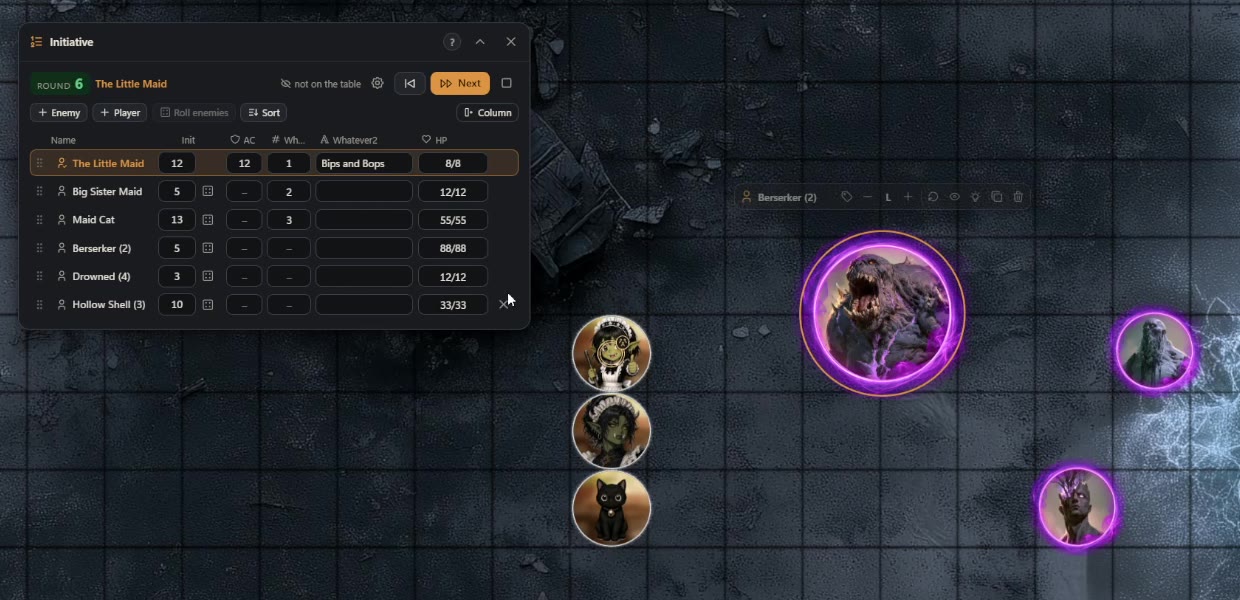 Initiative
?
ROUND 6 The Little Maid not on the table Next
+ Enemy + Player Roll enemies Sort Column
Name Init AC # Wh... Whatever2 HP
The Little Maid 12 12 1 Bips and Bops 8/8
Big Sister Maid 5 – 2 12/12
Maid Cat 13 – 3 55/55
Berserker (2) 5 – – 88/88
Drowned (4) 3 – – 12/12
Hollow Shell (3) 10 – – 33/33
Berserker (2) − L +